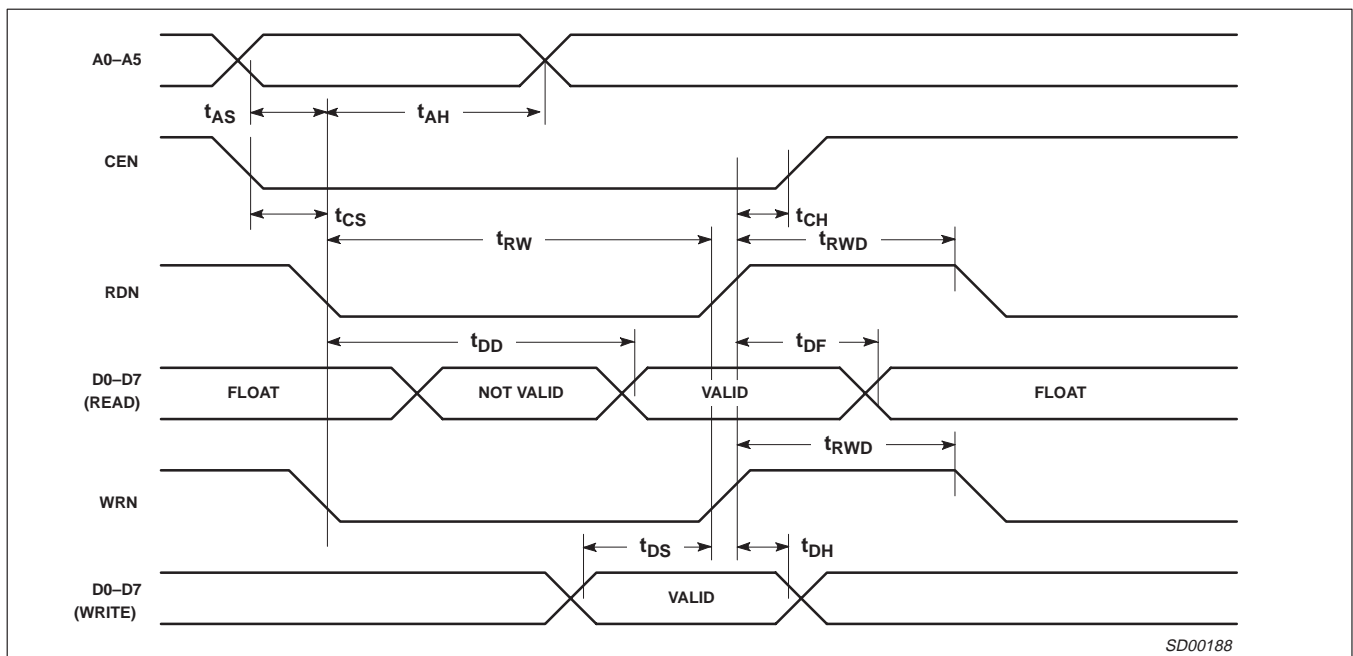 A0–A5
tAS
tAH
CEN
tCS
tCH
tRW
tRWD
RDN
tDD
tDF
D0–D7
(READ)
FLOAT
NOT VALID
VALID
FLOAT
tRWD
WRN
tDS
tDH
D0–D7
(WRITE)
VALID
SD00188